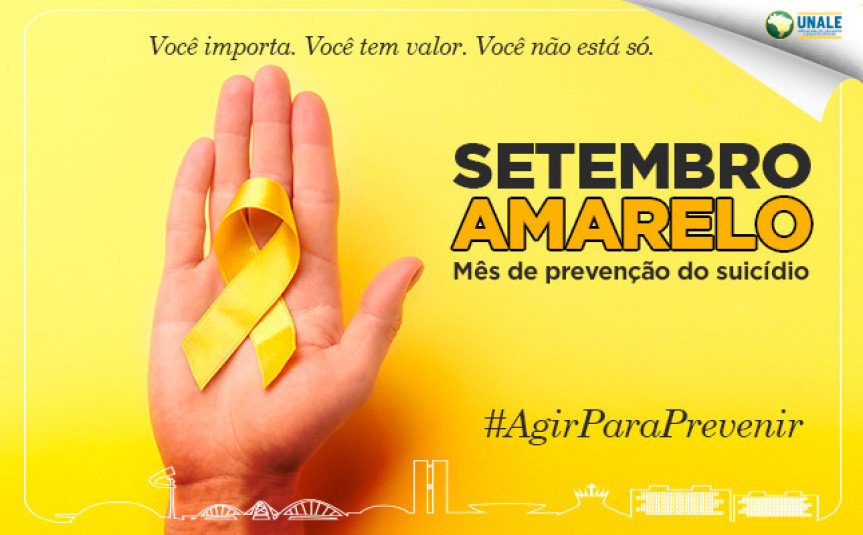 Você importa. Você tem valor. Você não está só.
UNALE
SETEMBRO
AMARELO
Mês de prevenção do suicídio
#AgirParaPrevenir